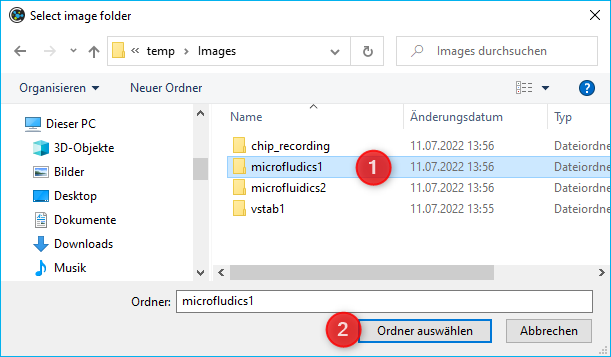 Select image folder
« temp › Images
Images durchsuchen
Organisieren
Neuer Ordner
?
Dieser PC
3D-Objekte
Bilder
Desktop
Dokumente
Downloads
Musik
Name Änderungsdatum Typ
chip_recording 11.07.2022 13:56 Dateiordne
microfludics1 1 11.07.2022 13:56 Dateiordne
microfluidics2 11.07.2022 13:56 Dateiordne
vstab1 11.07.2022 13:55 Dateiordne
Ordner: microfludics1
2 Ordner auswählen Abbrechen